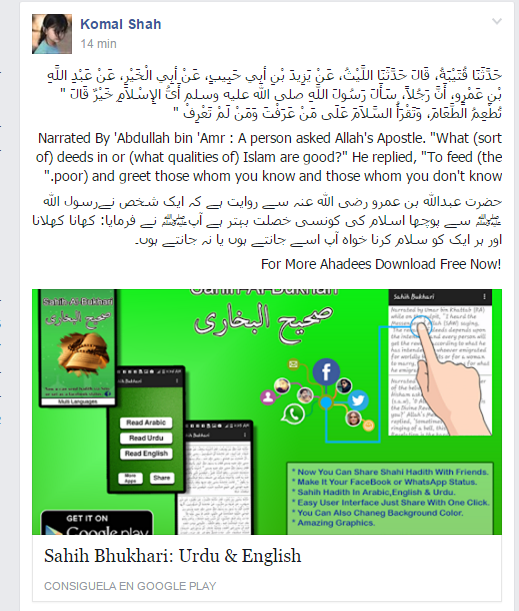 Komal Shah
14 min
حَدَّثَنَا قُتَيْبَةُ، قَالَ حَدَّثَنَا اللَّيْثُ، عَنْ يَزِيدَ بْنِ أَبِي حَبِيبٍ، عَنْ أَبِي الْخَيْرِ، عَنْ عَبْدِ اللَّهِ
بْنِ عَمْرٍو، أَنَّ رَجُلاً، سَأَلَ رَسُولَ اللَّهِ صلى الله عليه وسلم أَىُّ الإِسْلاَمِ خَيْرٌ قَالَ "
تُطْعِمُ الطَّعَامَ، وَتَقْرَأُ السَّلاَمَ عَلَى مَنْ عَرَفْتَ وَمَنْ لَمْ تَعْرِفْ "
Narrated By 'Abdullah bin 'Amr : A person asked Allah's Apostle. "What (sort
of) deeds in or (what qualities of) Islam are good?" He replied, "To feed (the
.poor) and greet those whom you know and those whom you don't know"
حضرت عبداللہ بن عمرو رضی اللہ عنہ سے روایت ہے کہ ایک شخص نےرسول اللہ
ﷺ سے پوچھا اسلام کی کونسی خصلت بہتر ہے آپﷺ نے فرمایا: کھانا کھلانا
اور ہر ایک کو سلام کرنا خواہ آپ اسے جانتے ہوں یا نہ جانتے ہوں۔
For More Ahadees Download Free Now!
Sahih Al-Bukhari
صحيح البخاري
Sahih-Al-Bukhari
صحيح البخاري
Multi Languages
Sahih Bukhari
Read Arabic
Read Urdu
Read English
More Apps
Share
Sahih Bukhari
Sahih Bukhari
GET IT ON
Google play
* Now You Can Share Shahi Hadith With Friends.
* Make It Your FaceBook or WhatsApp Status.
* Sahih Hadith In Arabic,English & Urdu.
* Easy User Interface Just Share With One Click.
* You Can Also Chaneg Background Color.
* Amazing Graphics.
Sahih Bhukhari: Urdu & English
CONSIGUELA EN GOOGLE PLAY